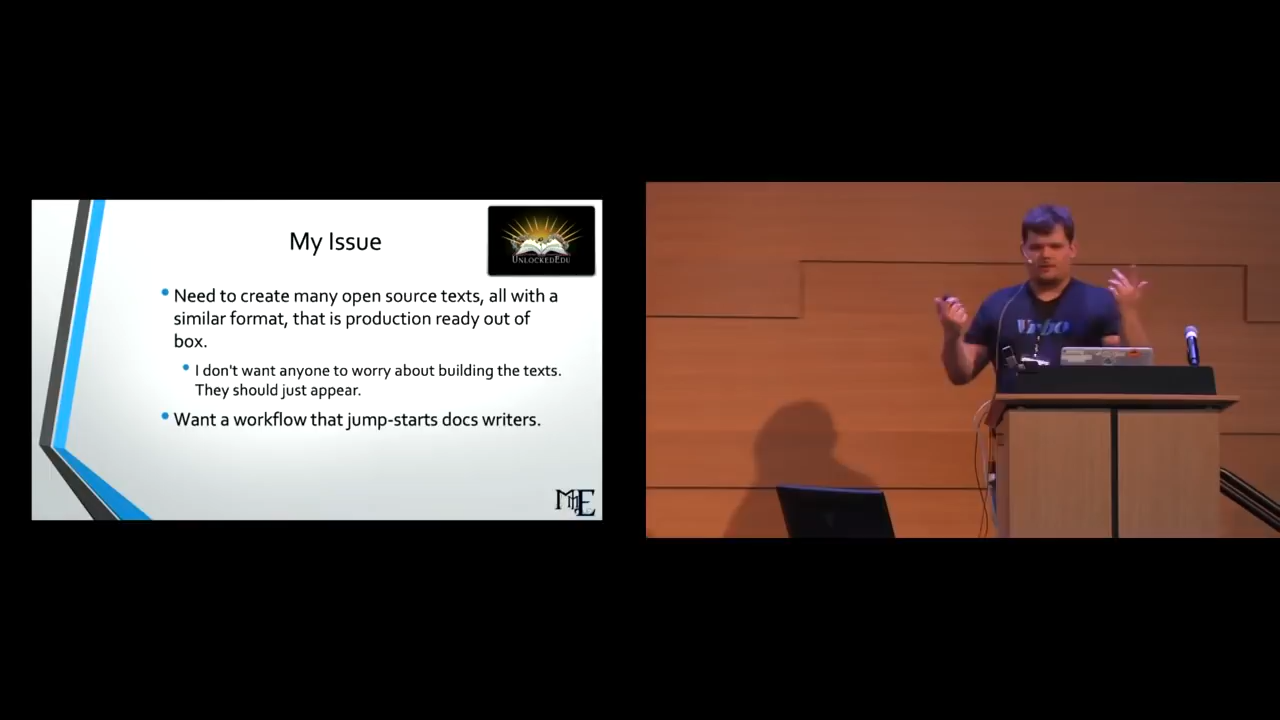 My Issue
UNLOCKEDEDU
Need to create many open source texts, all with a
similar format, that is production ready out of
box.
I don't want anyone to worry about building the texts.
They should just appear.
Want a workflow that jump-starts docs writers.
MmE
Vrbo